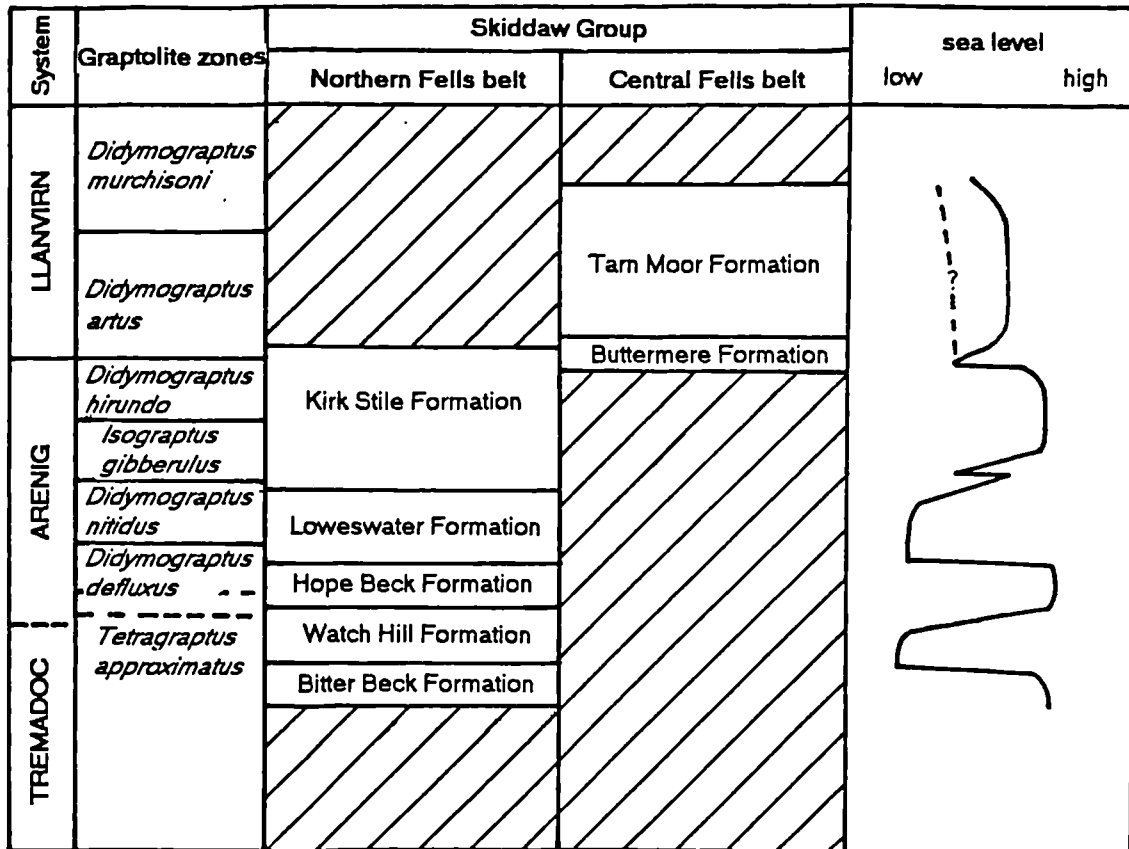 System
Graptolite zones
Skiddaw Group
Northern Fells belt
Central Fells belt
sea level
low
high
LLANVIRN
ARENIG
TREMADOC
Didymograptus
murchisoni
Didymograptus
artus
Didymograptus
hirundo
Isograptus
gibberulus
Didymograptus
nitidus
Didymograptus
defluxus
Tetragraptus
approximatus
Kirk Stile Formation
Loweswater Formation
Hope Beck Formation
Watch Hill Formation
Bitter Beck Formation
Tarn Moor Formation
Buttermere Formation
?